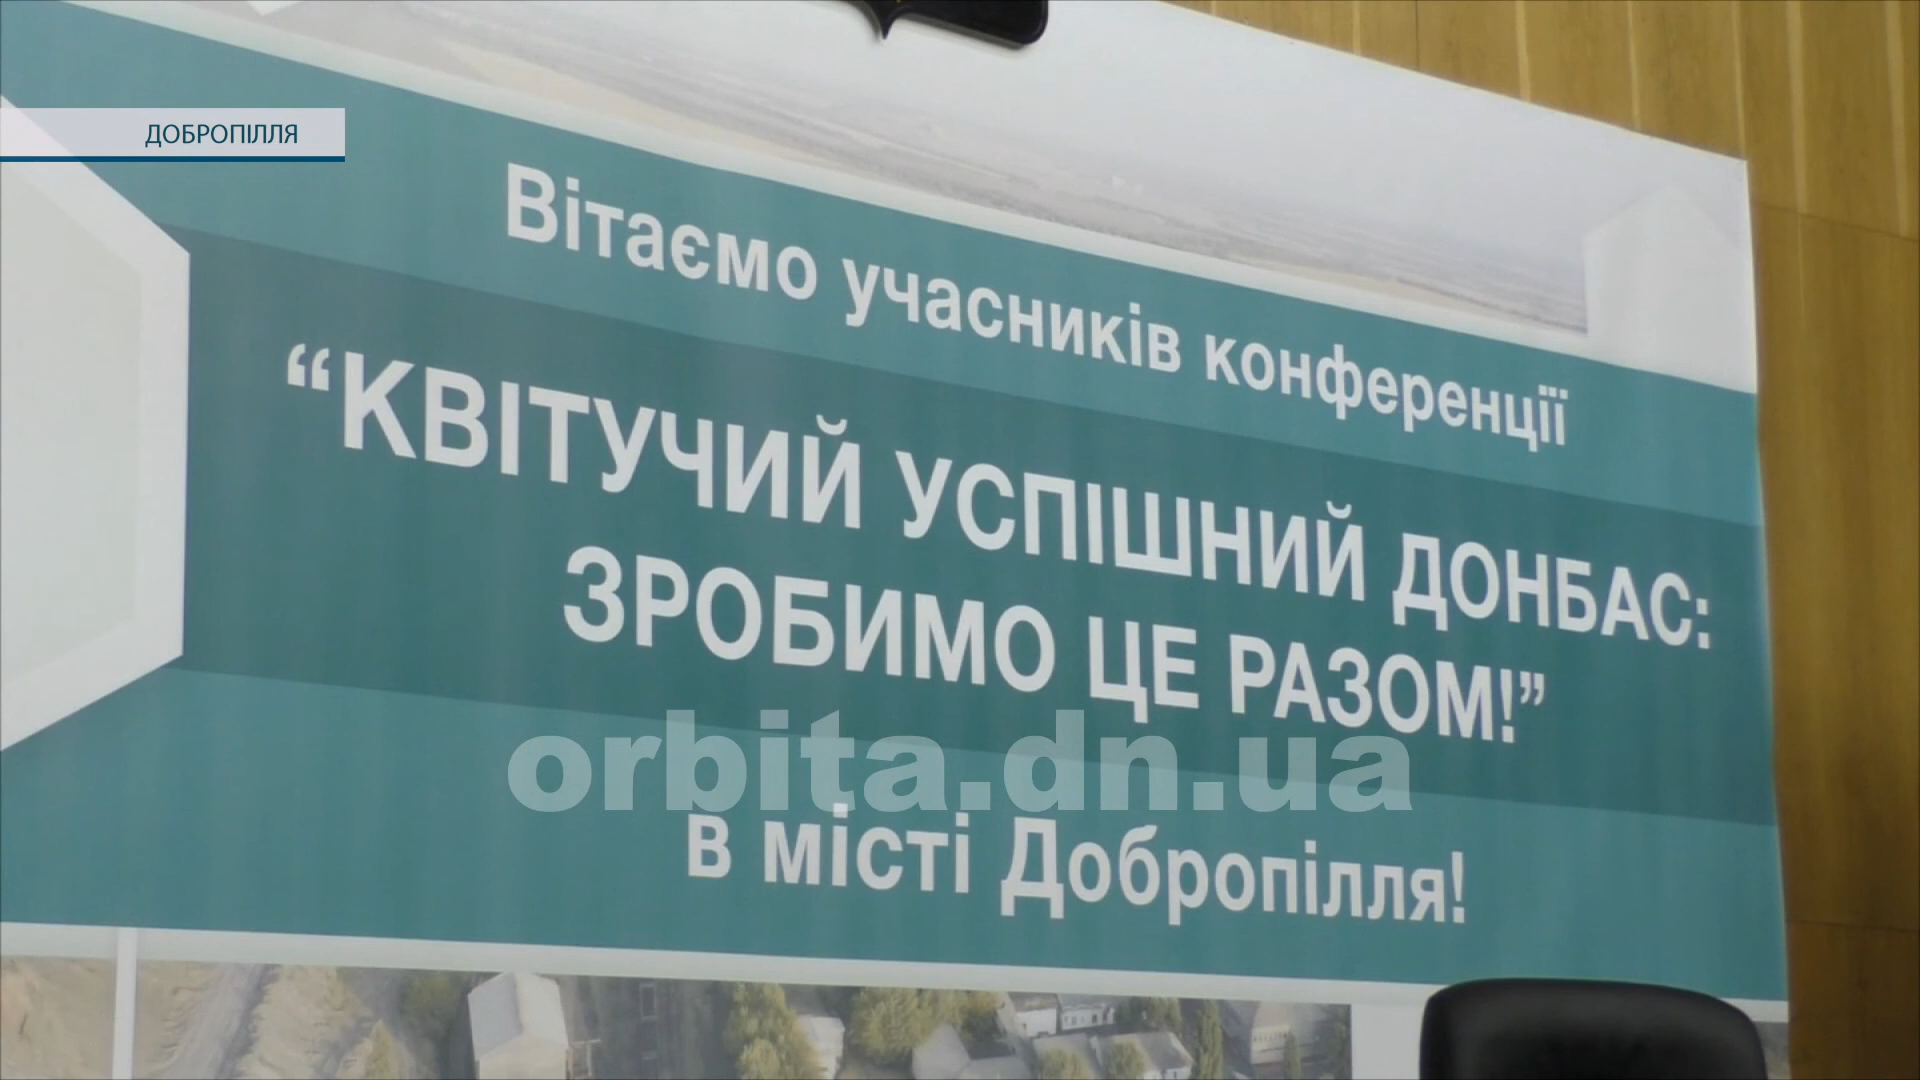 ДОБРОПІЛЛЯ
Вітаємо учасників конференції
“КВІТУЧИЙ УСПІШНИЙ ДОНБАС:
ЗРОБИМО ЦЕ РАЗОМ!”
orbita.dn.ua
в місті Добропілля!